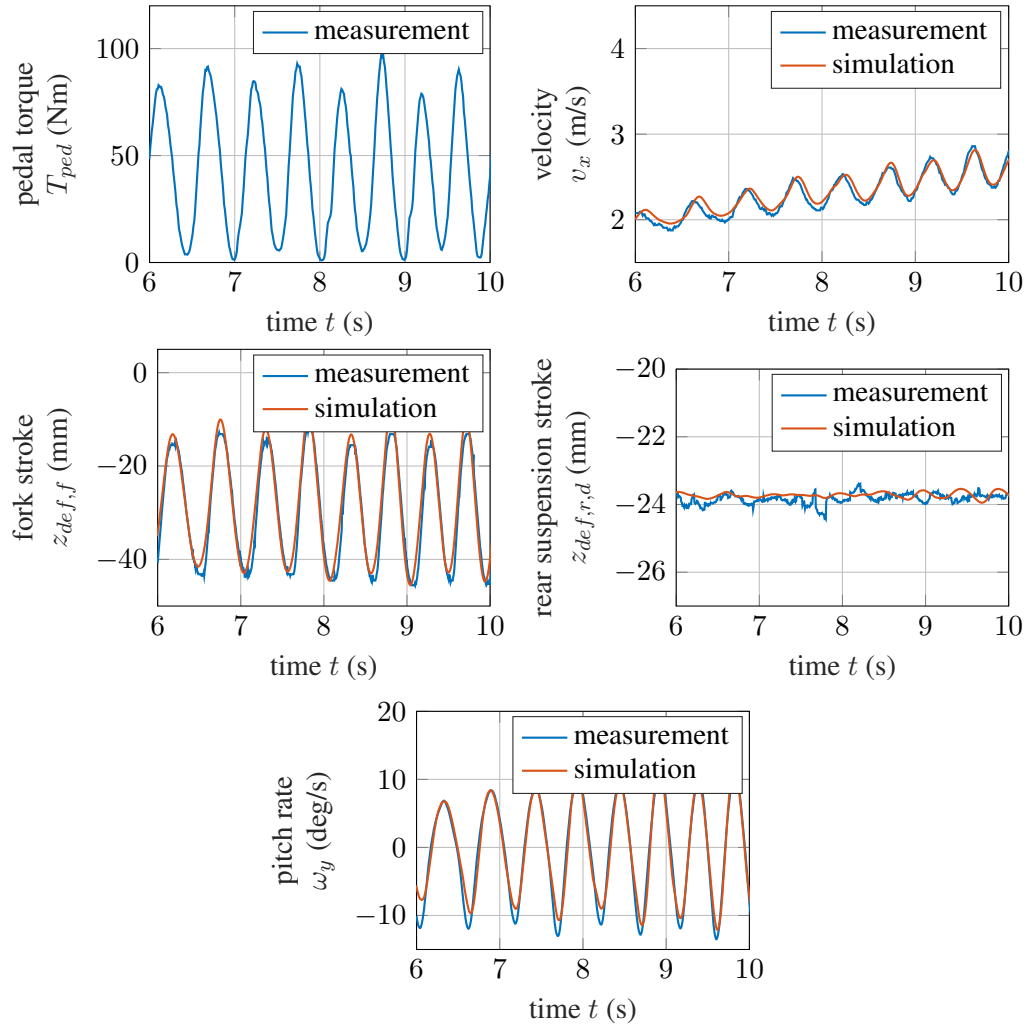 measurement
100
50
0
pedal torque
T_ped (Nm)
6 7 8 9 10
time t (s)
measurement
simulation
4
3
2
velocity
v_x (m/s)
6 7 8 9 10
time t (s)
measurement
simulation
0
−20
−40
fork stroke
z_def,f (mm)
6 7 8 9 10
time t (s)
measurement
simulation
−20
−22
−24
−26
rear suspension stroke
z_def,r,d (mm)
6 7 8 9 10
time t (s)
measurement
simulation
20
10
0
−10
pitch rate
ω_y (deg/s)
6 7 8 9 10
time t (s)